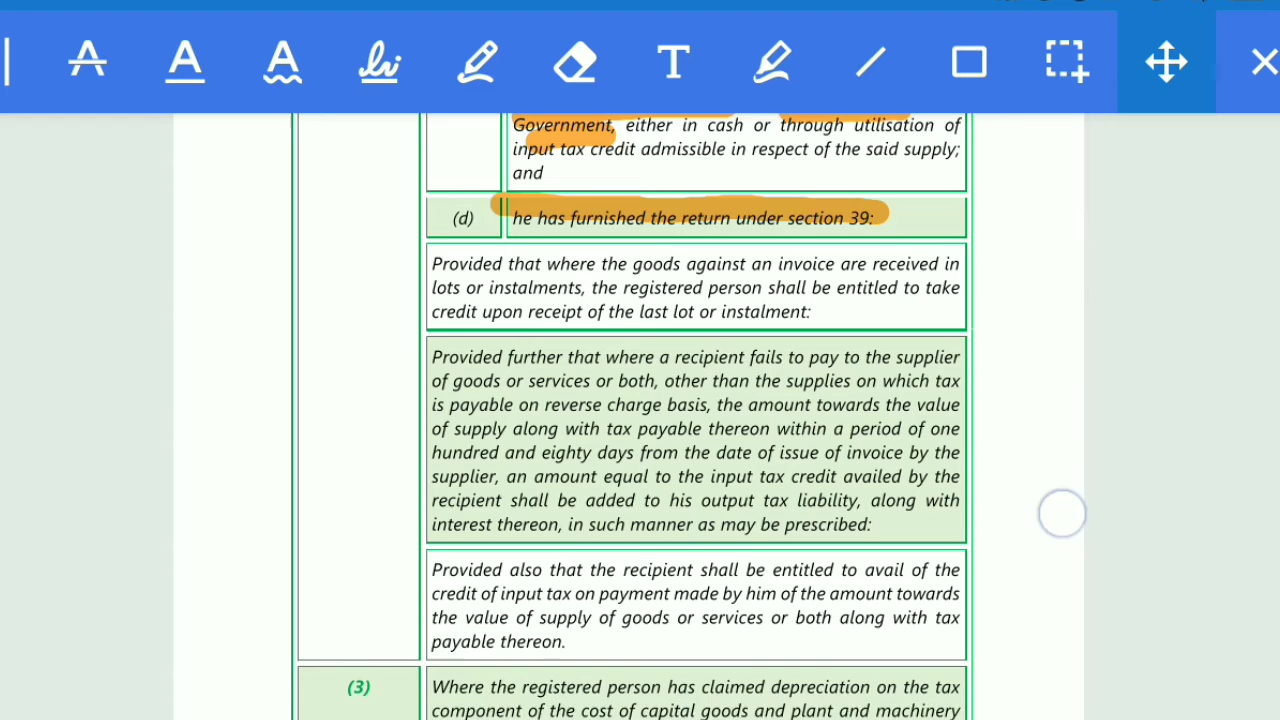 Government, either in cash or through utilisation of
input tax credit admissible in respect of the said supply;
and
(d) he has furnished the return under section 39:
Provided that where the goods against an invoice are received in
lots or instalments, the registered person shall be entitled to take
credit upon receipt of the last lot or instalment:
Provided further that where a recipient fails to pay to the supplier
of goods or services or both, other than the supplies on which tax
is payable on reverse charge basis, the amount towards the value
of supply along with tax payable thereon within a period of one
hundred and eighty days from the date of issue of invoice by the
supplier, an amount equal to the input tax credit availed by the
recipient shall be added to his output tax liability, along with
interest thereon, in such manner as may be prescribed:
Provided also that the recipient shall be entitled to avail of the
credit of input tax on payment made by him of the amount towards
the value of supply of goods or services or both along with tax
payable thereon.
(3) Where the registered person has claimed depreciation on the tax
component of the cost of capital goods and plant and machinery